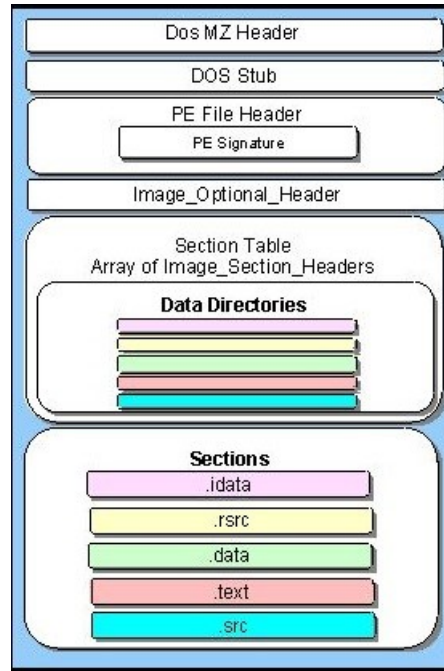 Dos MZ Header
DOS Stub
PE File Header
PE Signature
Image_Optional_Header
Section Table
Array of Image_Section_Headers
Data Directories
Sections
.idata
.rsrc
.data
.text
.src